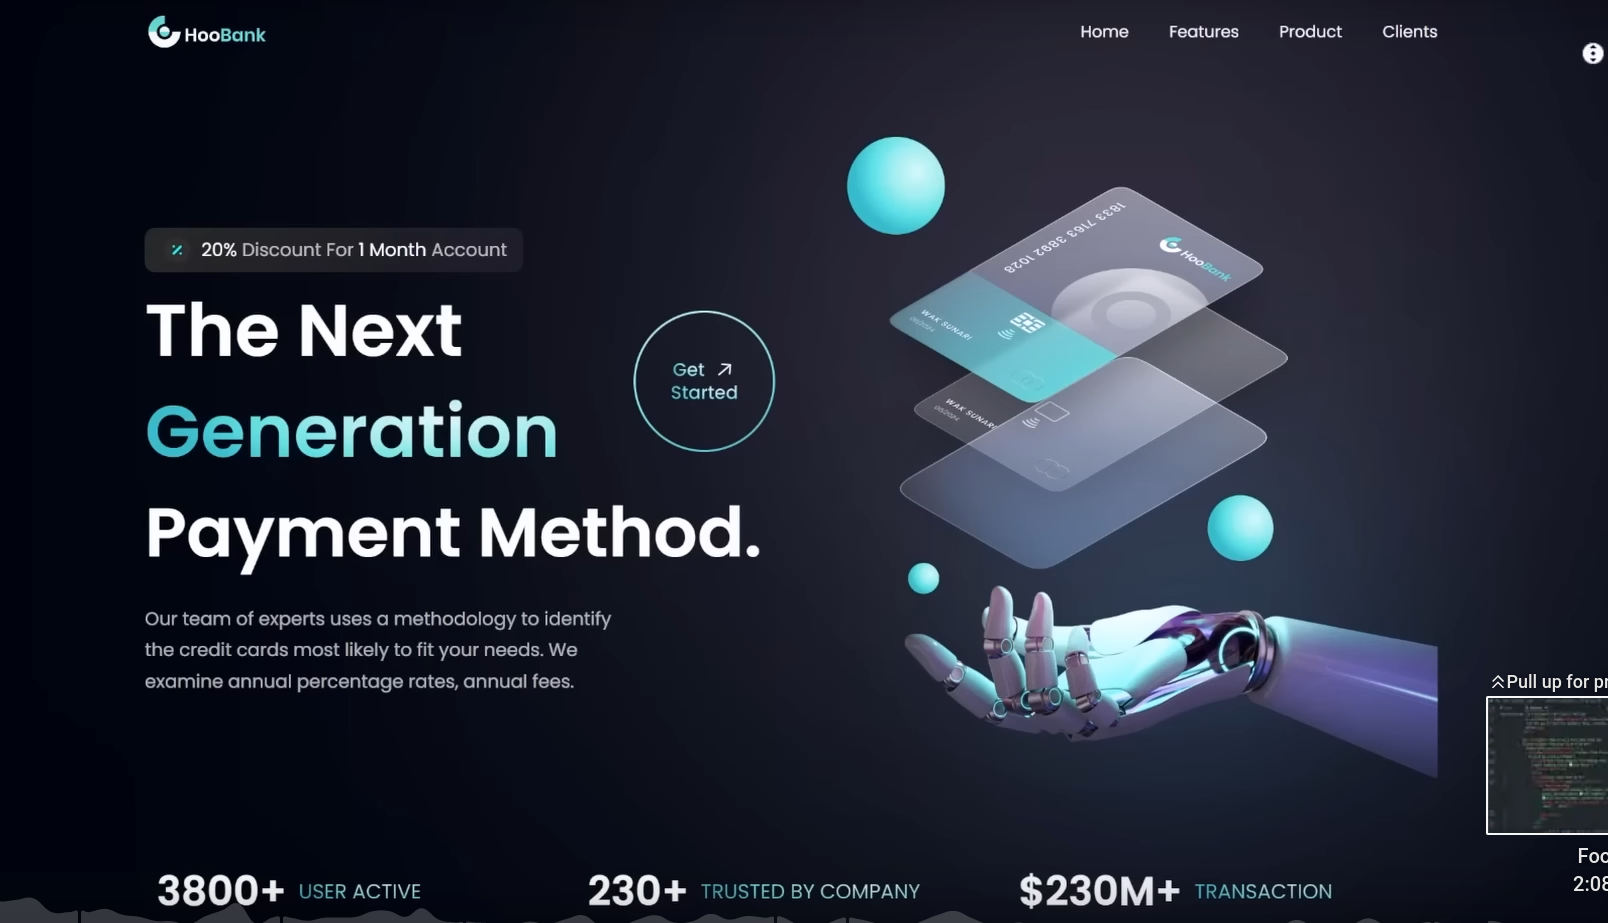 HooBank
Home
Features
Product
Clients
20% Discount For 1 Month Account
The Next
Generation
Payment Method.
Get
Started
Our team of experts uses a methodology to identify
the credit cards most likely to fit your needs. We
examine annual percentage rates, annual fees.
1833 7163 3892 1028
HooBank
WAK SUNARI
WAK SUNARI
Pull up for
2:08
3800+ USER ACTIVE
230+ TRUSTED BY COMPANY
$230M+ TRANSACTION